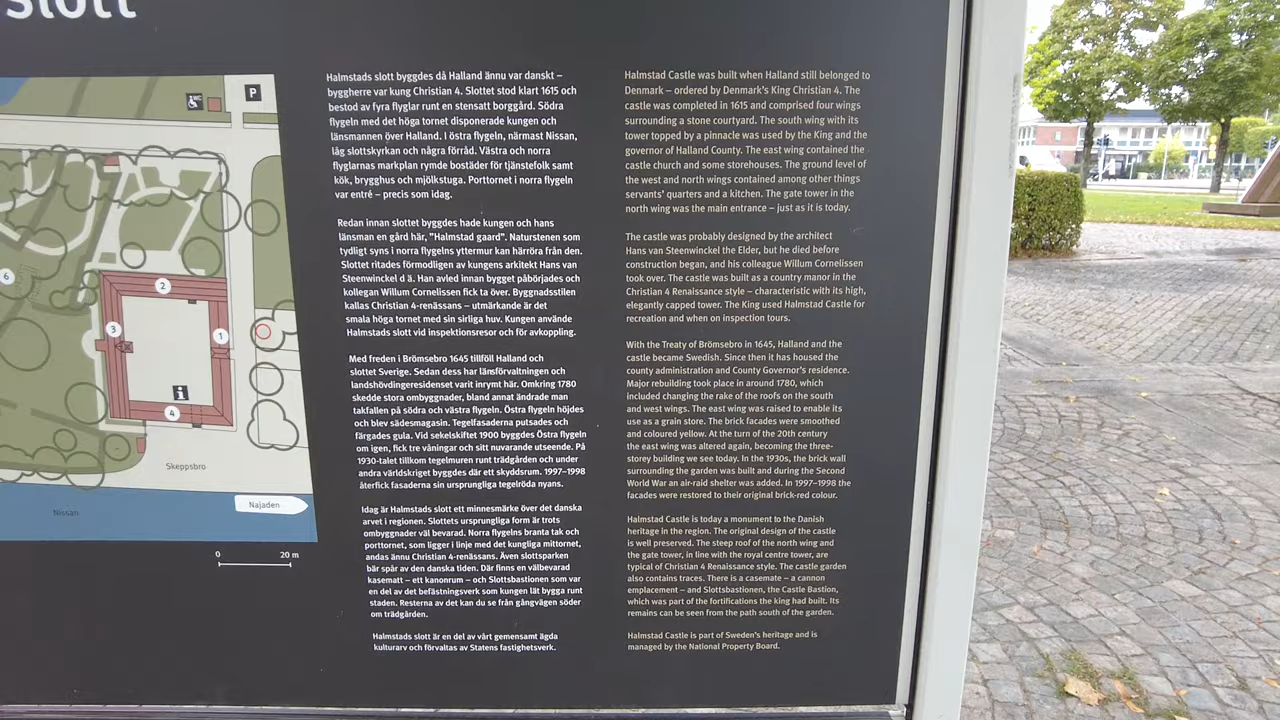 slott
P
WC
6
2
3
1
i
4
Skeppsbro
Nissan
Najaden
0 20 m
Halmstads slott byggdes då Halland ännu var danskt –
byggherre var kung Christian 4. Slottet stod klart 1615 och
bestod av fyra flyglar runt en stensatt borggård. Södra
flygeln med det höga tornet disponerade kungen och
länsmannen över Halland. I östra flygeln, närmast Nissan,
låg slottskyrkan och några förråd. Västra och norra
flyglarnas markplan rymde bostäder för tjänstefolk samt
kök, brygghus och mjölkstuga. Porttornet i norra flygeln
var entré – precis som idag.
Redan innan slottet byggdes hade kungen och hans
länsman en gård här, "Halmstad gaard". Naturstenen som
tydligt syns i norra flygelns yttermur kan härröra från den.
Slottet ritades förmodligen av kungens arkitekt Hans van
Steenwinckel d ä. Han avled innan bygget påbörjades och
kollegan Willum Cornelissen fick ta över. Byggnadsstilen
kallas Christian 4-renässans – utmärkande är det
smala höga tornet med sin sirliga huv. Kungen använde
Halmstads slott vid inspektionsresor och för avkoppling.
Med freden i Brömsebro 1645 tillföll Halland och
slottet Sverige. Sedan dess har länsförvaltningen och
landshövdingeresidenset varit inrymt här. Omkring 1780
skedde stora ombyggnader, bland annat ändrade man
takfallen på södra och västra flygeln. Östra flygeln höjdes
och blev sädesmagasin. Tegelfasaderna putsades och
färgades gula. Vid sekelskiftet 1900 byggdes Östra flygeln
om igen, fick tre våningar och sitt nuvarande utseende. På
1930-talet tillkom tegelmuren runt trädgården och under
andra världskriget byggdes där ett skyddsrum. 1997–1998
återfick fasaderna sin ursprungliga tegelröda nyans.
Idag är Halmstads slott ett minnesmärke över det danska
arvet i regionen. Slottets ursprungliga form är trots
ombyggnader väl bevarad. Norra flygelns branta tak och
porttornet, som ligger i linje med det kungliga mittornet,
andas ännu Christian 4-renässans. Även slottsparken
bär spår av den danska tiden. Där finns en välbevarad
kasematt – ett kanonrum – och Slottsbastionen som var
en del av det befästningsverk som kungen lät bygga runt
staden. Resterna av det kan du se från gångvägen söder
om trädgården.
Halmstads slott är en del av vårt gemensamt ägda
kulturarv och förvaltas av Statens fastighetsverk.
Halmstad Castle was built when Halland still belonged to
Denmark – ordered by Denmark's King Christian 4. The
castle was completed in 1615 and comprised four wings
surrounding a stone courtyard. The south wing with its
tower topped by a pinnacle was used by the King and the
governor of Halland County. The east wing contained the
castle church and some storehouses. The ground level of
the west and north wings contained among other things
servants' quarters and a kitchen. The gate tower in the
north wing was the main entrance – just as it is today.
The castle was probably designed by the architect
Hans van Steenwinckel the Elder, but he died before
construction began, and his colleague Willum Cornelissen
took over. The castle was built as a country manor in the
Christian 4 Renaissance style – characteristic with its high,
elegantly capped tower. The King used Halmstad Castle for
recreation and when on inspection tours.
With the Treaty of Brömsebro in 1645, Halland and the
castle became Swedish. Since then it has housed the
county administration and County Governor's residence.
Major rebuilding took place in around 1780, which
included changing the rake of the roofs on the south
and west wings. The east wing was raised to enable its
use as a grain store. The brick facades were smoothed
and coloured yellow. At the turn of the 20th century
the east wing was altered again, becoming the three-
storey building we see today. In the 1930s, the brick wall
surrounding the garden was built and during the Second
World War an air-raid shelter was added. In 1997–1998 the
facades were restored to their original brick-red colour.
Halmstad Castle is today a monument to the Danish
heritage in the region. The original design of the castle
is well preserved. The steep roof of the north wing and
the gate tower, in line with the royal centre tower, are
typical of Christian 4 Renaissance style. The castle garden
also contains traces. There is a casemate – a cannon
emplacement – and Slottsbastionen, the Castle Bastion,
which was part of the fortifications the king had built. Its
remains can be seen from the path south of the garden.
Halmstad Castle is part of Sweden's heritage and is
managed by the National Property Board.